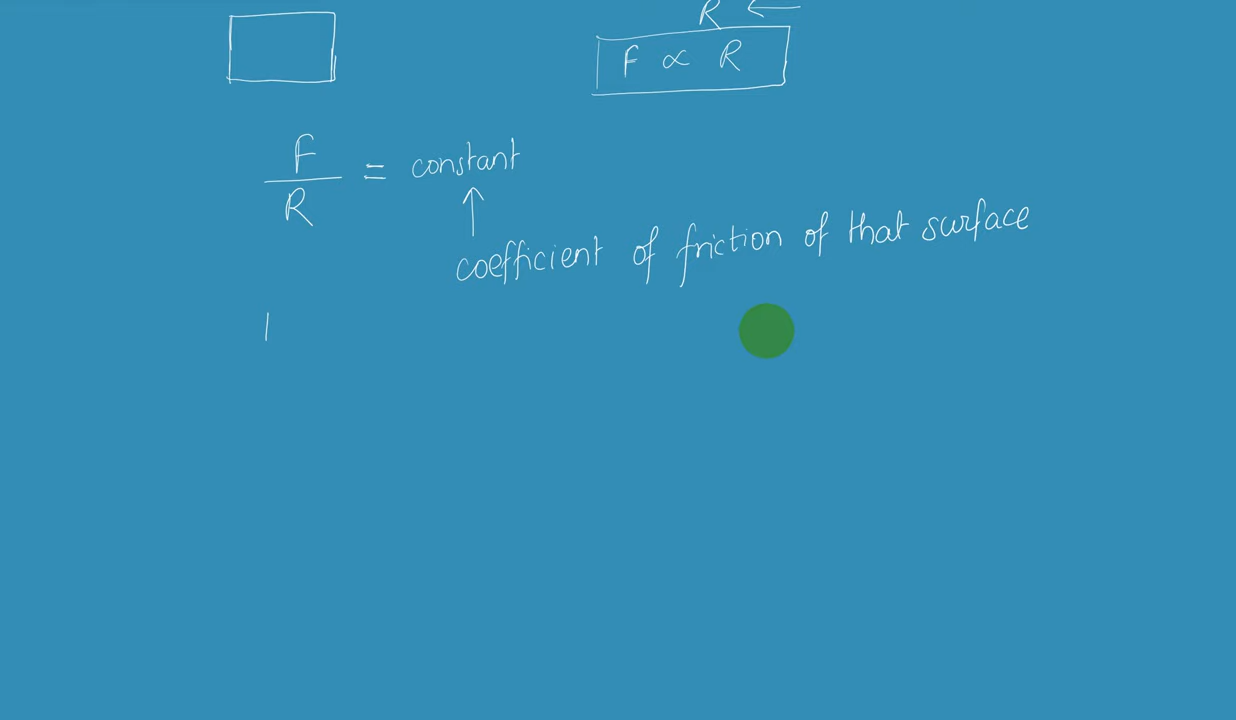 R ←
F ∝ R
F
R
= constant
↑
coefficient of friction of that surface